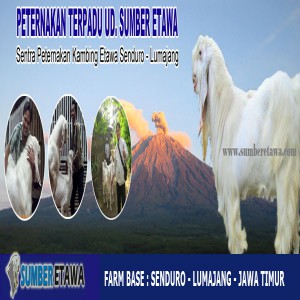 PETERNAKAN TERPADU UD. SUMBER ETAWA
Sentra Peternakan Kambing Etawa Senduro - Lumajang
www.sumberetawa.com
SUMBER ETAWA
FARM BASE : SENDURO - LUMAJANG - JAWA TIMUR